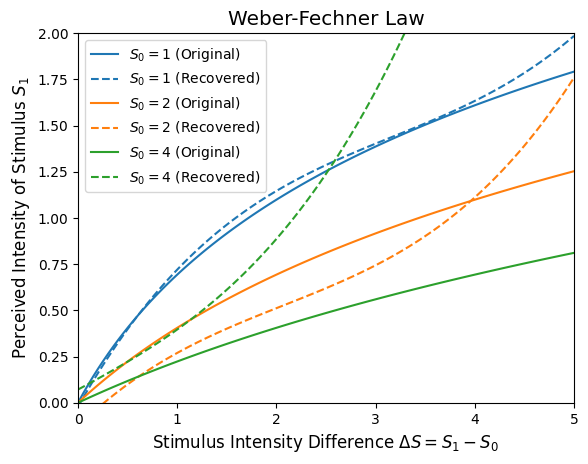 Weber-Fechner Law
2.00
1.75
1.50
1.25
1.00
0.75
0.50
0.25
0.00
Perceived Intensity of Stimulus $S_1$
$S_0 = 1$ (Original)
$S_0 = 1$ (Recovered)
$S_0 = 2$ (Original)
$S_0 = 2$ (Recovered)
$S_0 = 4$ (Original)
$S_0 = 4$ (Recovered)
0 1 2 3 4 5
Stimulus Intensity Difference $\Delta S = S_1 - S_0$